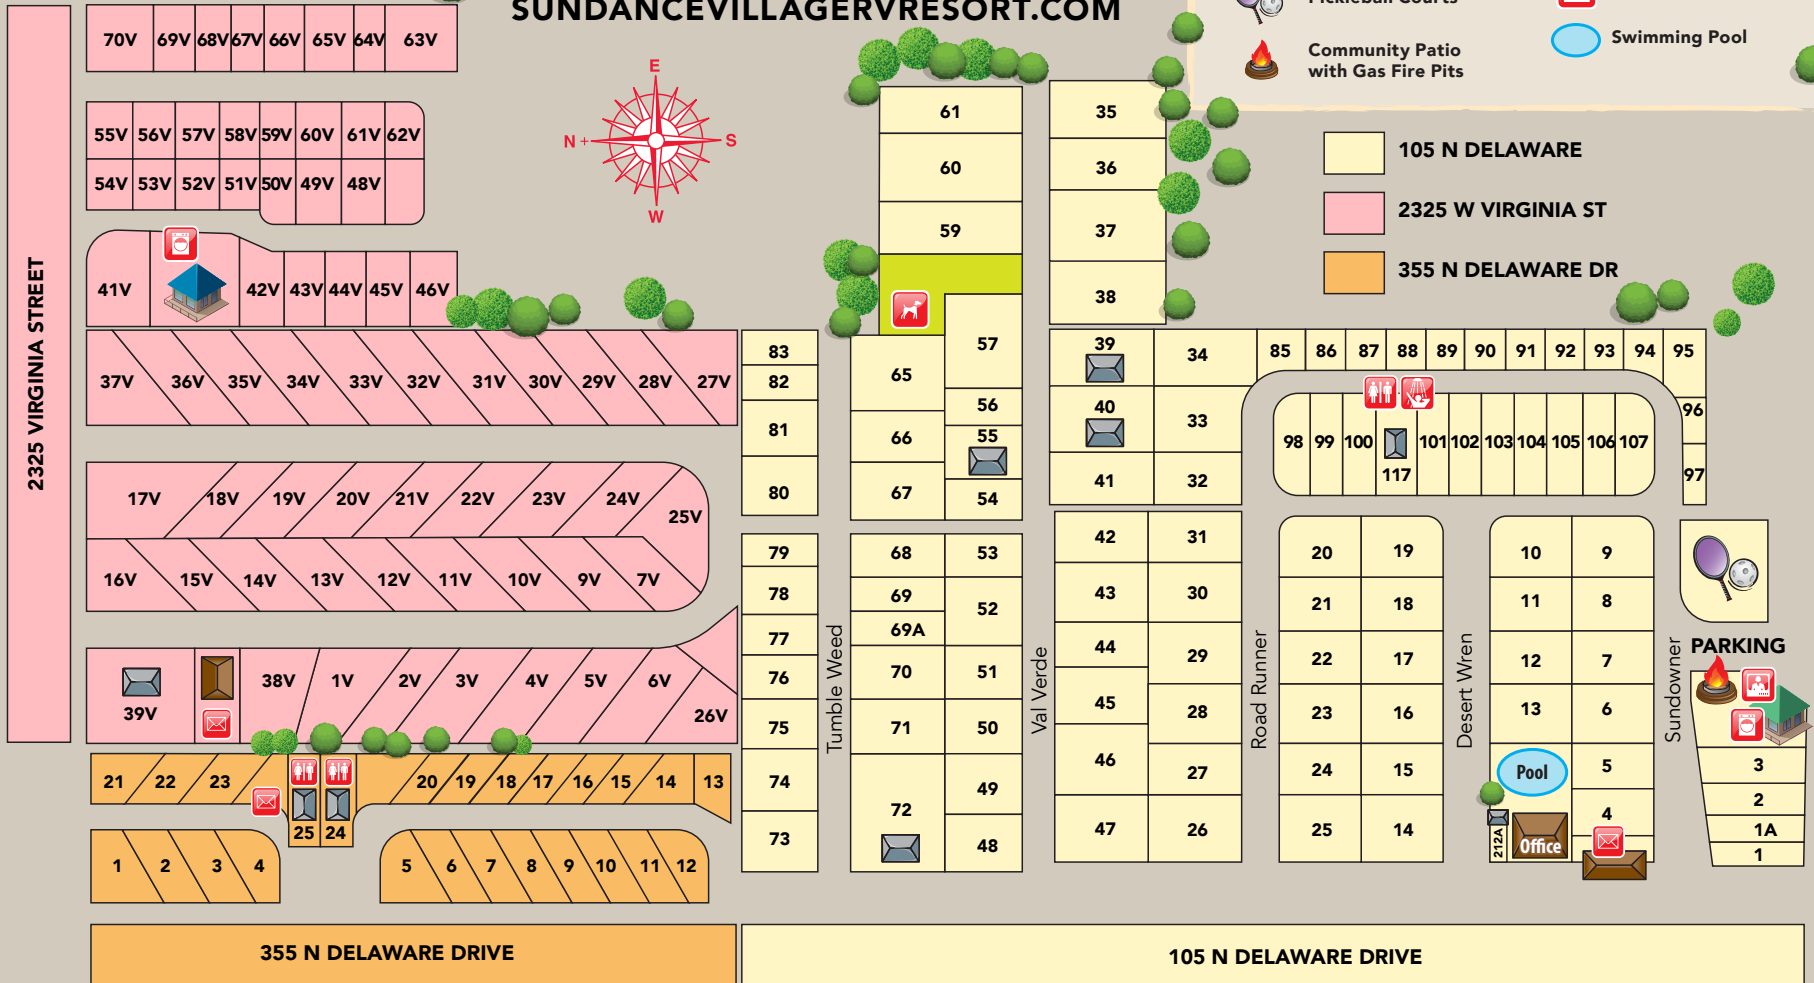 SUNDANCEVILLAGERVRESORT.COM
Pickleball Courts
Community Patio
with Gas Fire Pits
Swimming Pool
105 N DELAWARE
2325 W VIRGINIA ST
355 N DELAWARE DR
E
N
S
W
2325 VIRGINIA STREET
70V 69V 68V 67V 66V 65V 64V 63V
55V 56V 57V 58V 59V 60V 61V 62V
54V 53V 52V 51V 50V 49V 48V
41V 42V 43V 44V 45V 46V
37V 36V 35V 34V 33V 32V 31V 30V 29V 28V 27V
17V 18V 19V 20V 21V 22V 23V 24V 25V
16V 15V 14V 13V 12V 11V 10V 9V 7V
39V 38V 1V 2V 3V 4V 5V 6V 26V
21 22 23 25 24 20 19 18 17 16 15 14 13
1 2 3 4 5 6 7 8 9 10 11 12
83
82
81
80
79
78
77
76
75
74
73
Tumble Weed
61
60
59
57
65
56
66
55
67
54
68 53
69
52
69A
70 51
71 50
49
72
48
Val Verde
35
36
37
38
39 34
40 33
41 32
42 31
43 30
44 29
45 28
46 27
47 26
Road Runner
85 86 87 88 89 90 91 92 93 94 95
96
97
98 99 100 117 101 102 103 104 105 106 107
20 19
21 18
22 17
23 16
24 15
25 14
Desert Wren
10 9
11 8
12 7
13 6
Pool 5
4
212A Office
Sundowner
PARKING
3
2
1A
1
355 N DELAWARE DRIVE
105 N DELAWARE DRIVE